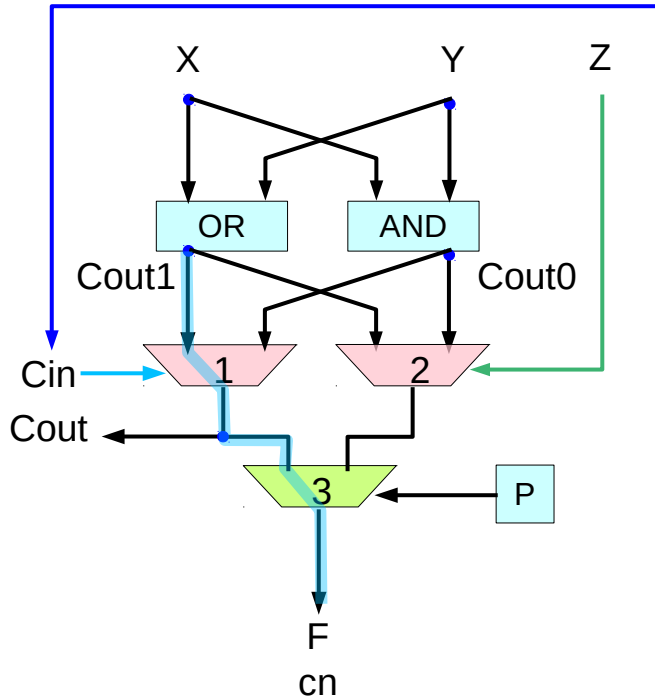 X Y Z
OR AND
Cout1 Cout0
Cin 1 2
Cout
3 P
F
cn